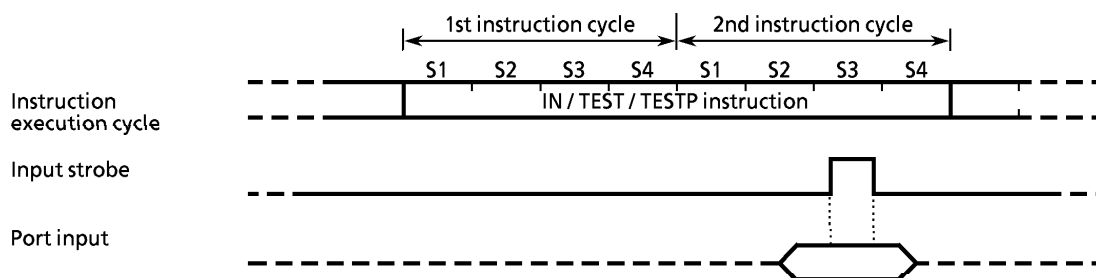 1st instruction cycle 2nd instruction cycle
S1 S2 S3 S4 S1 S2 S3 S4
Instruction
execution cycle
IN / TEST / TESTP instruction
Input strobe
Port input